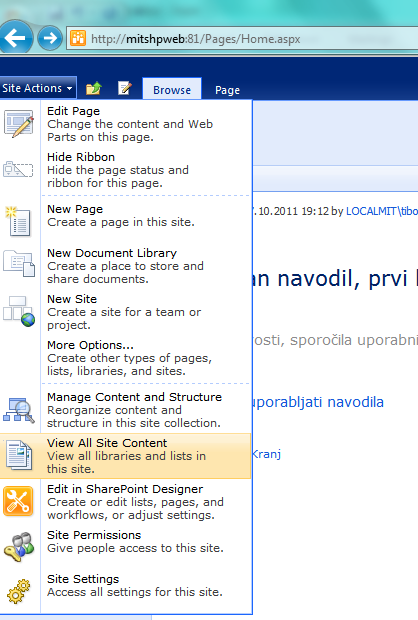 http://mitshpweb:81/Pages/Home.aspx
Site Actions
Browse
Page
Edit Page
Change the content and Web
Parts on this page.
Hide Ribbon
Hide the page status and
ribbon for this page.
New Page
Create a page in this site.
New Document Library
Create a place to store and
share documents.
New Site
Create a site for a team or
project.
More Options...
Create other types of pages,
lists, libraries, and sites.
Manage Content and Structure
Reorganize content and
structure in this site collection.
View All Site Content
View all libraries and lists in
this site.
Edit in SharePoint Designer
Create or edit lists, pages, and
workflows, or adjust settings.
Site Permissions
Give people access to this site.
Site Settings
Access all settings for this site.
.10.2011 19:12 by LOCALMIT\tibo
an navodil, prvi
osti, sporočila uporabni
uporabljati navodila
Kranj